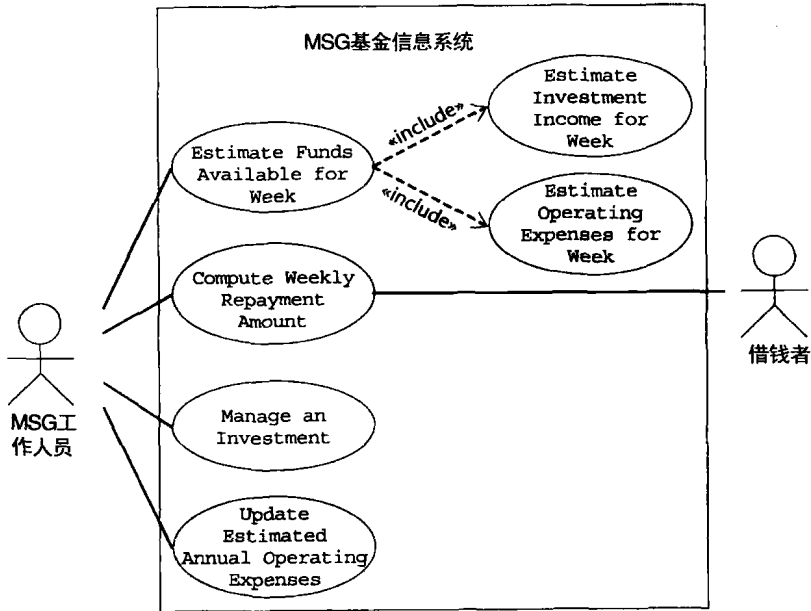 MSG基金信息系统
Estimate
Investment
Income for
Week
«include»
Estimate Funds
Available for
Week
«include»
Estimate
Operating
Expenses for
Week
Compute Weekly
Repayment
Amount
借钱者
MSG工
作人员
Manage an
Investment
Update
Estimated
Annual Operating
Expenses